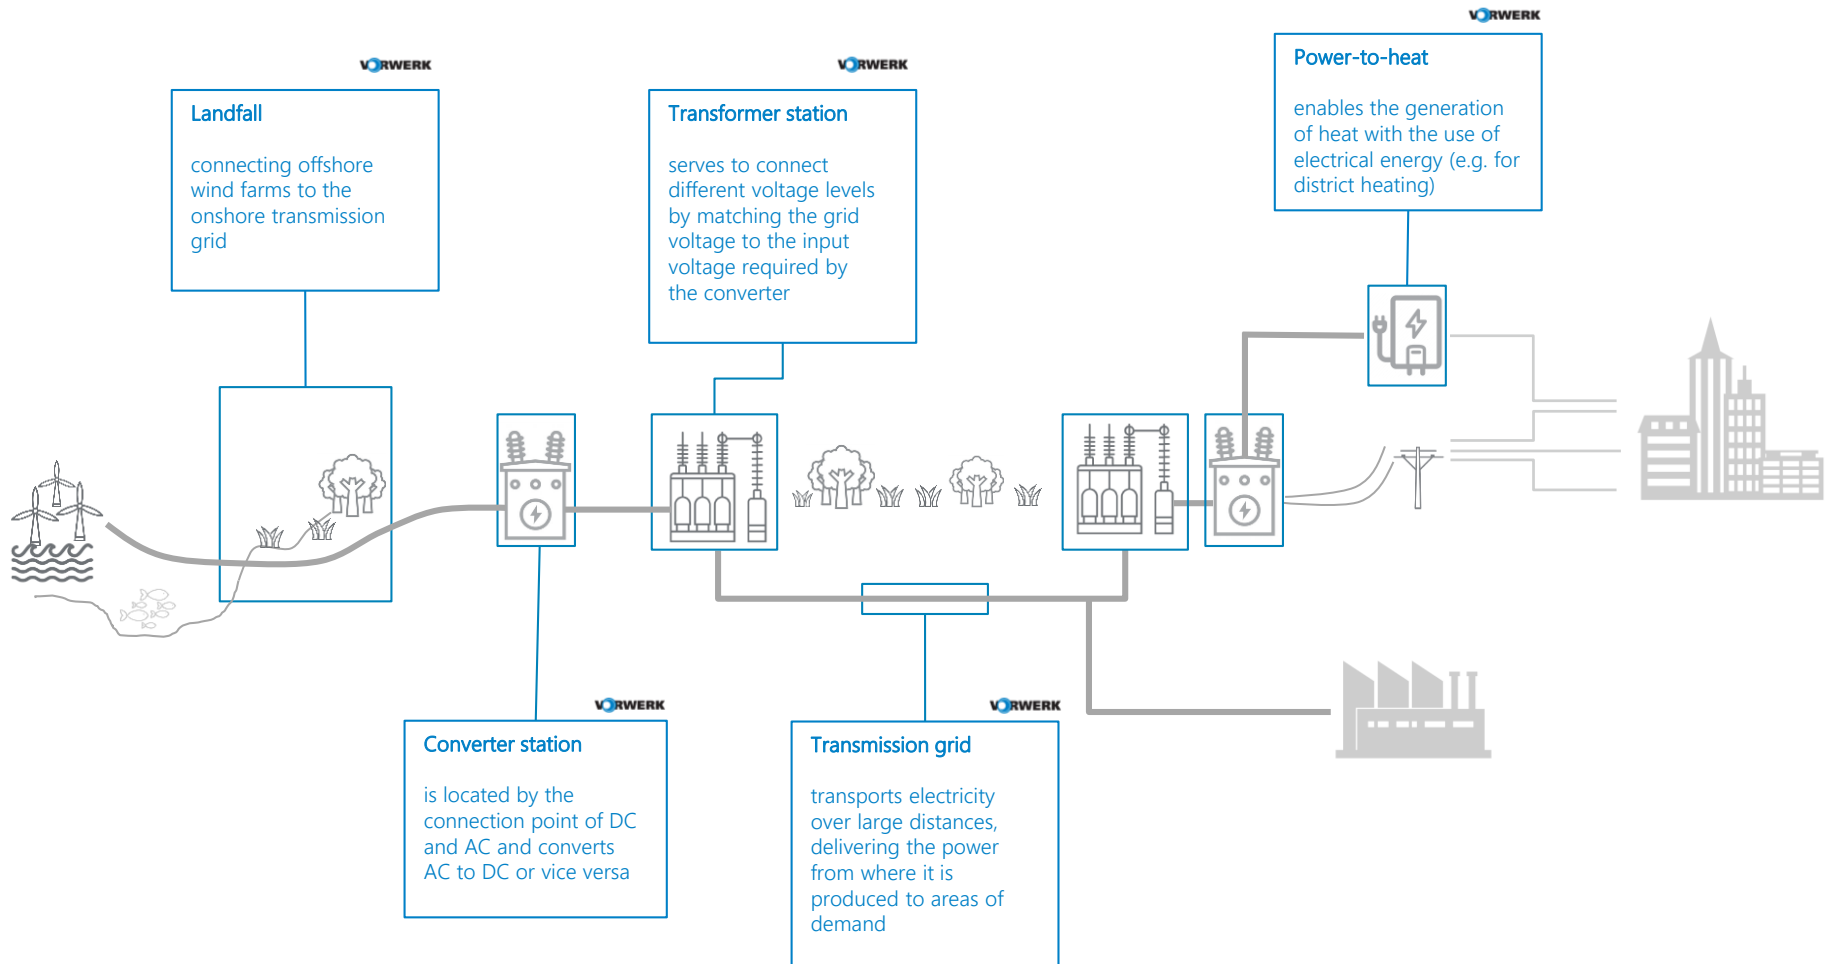 VORWERK
Landfall
connecting offshore
wind farms to the
onshore transmission
grid
VORWERK
Transformer station
serves to connect
different voltage levels
by matching the grid
voltage to the input
voltage required by
the converter
VORWERK
Power-to-heat
enables the generation
of heat with the use of
electrical energy (e.g. for
district heating)
VORWERK
Converter station
is located by the
connection point of DC
and AC and converts
AC to DC or vice versa
VORWERK
Transmission grid
transports electricity
over large distances,
delivering the power
from where it is
produced to areas of
demand